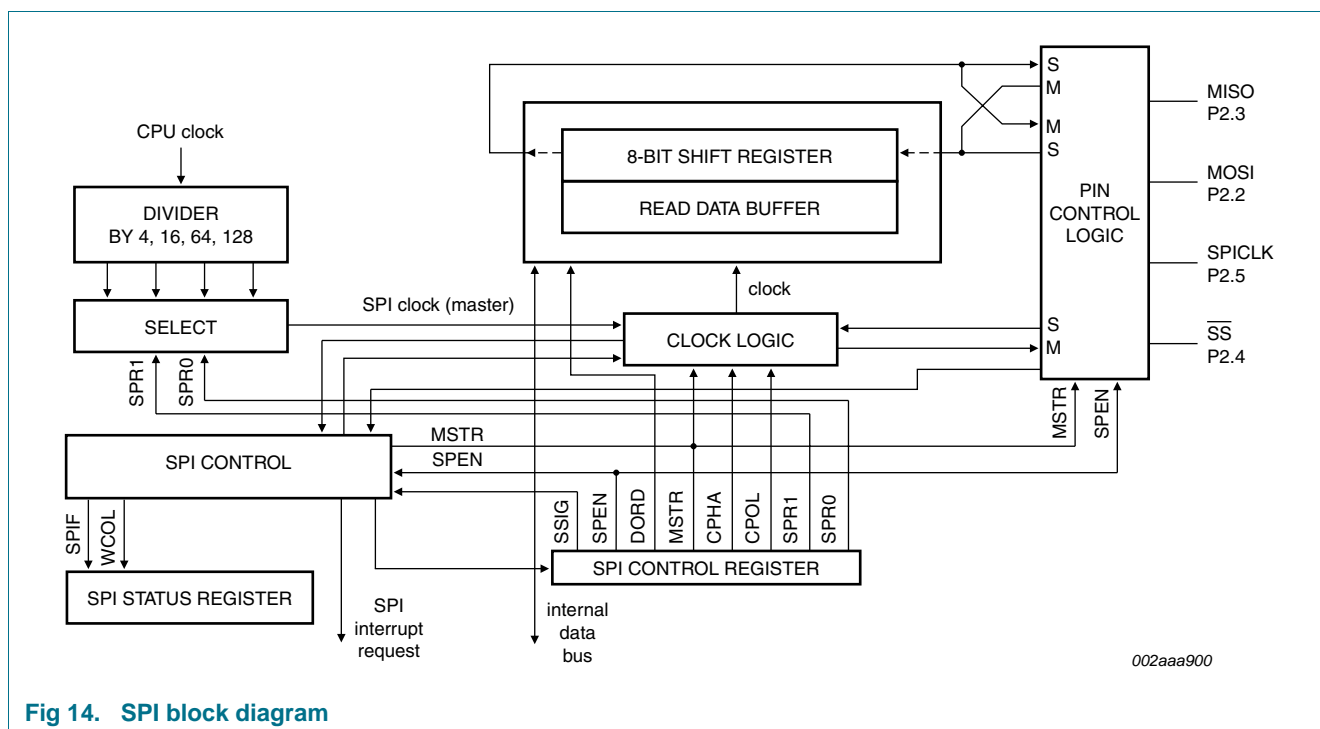 CPU clock
DIVIDER
BY 4, 16, 64, 128
SELECT
SPR1
SPR0
SPI clock (master)
8-BIT SHIFT REGISTER
READ DATA BUFFER
clock
CLOCK LOGIC
S
M
M
S
PIN
CONTROL
LOGIC
S
M
MISO
P2.3
MOSI
P2.2
SPICLK
P2.5
SS
P2.4
MSTR
SPEN
SPI CONTROL
MSTR
SPEN
SPIF
WCOL
SPI STATUS REGISTER
SPI
interrupt
request
SSIG
SPEN
DORD
MSTR
CPHA
CPOL
SPR1
SPR0
SPI CONTROL REGISTER
internal
data
bus
002aaa900
Fig 14. SPI block diagram